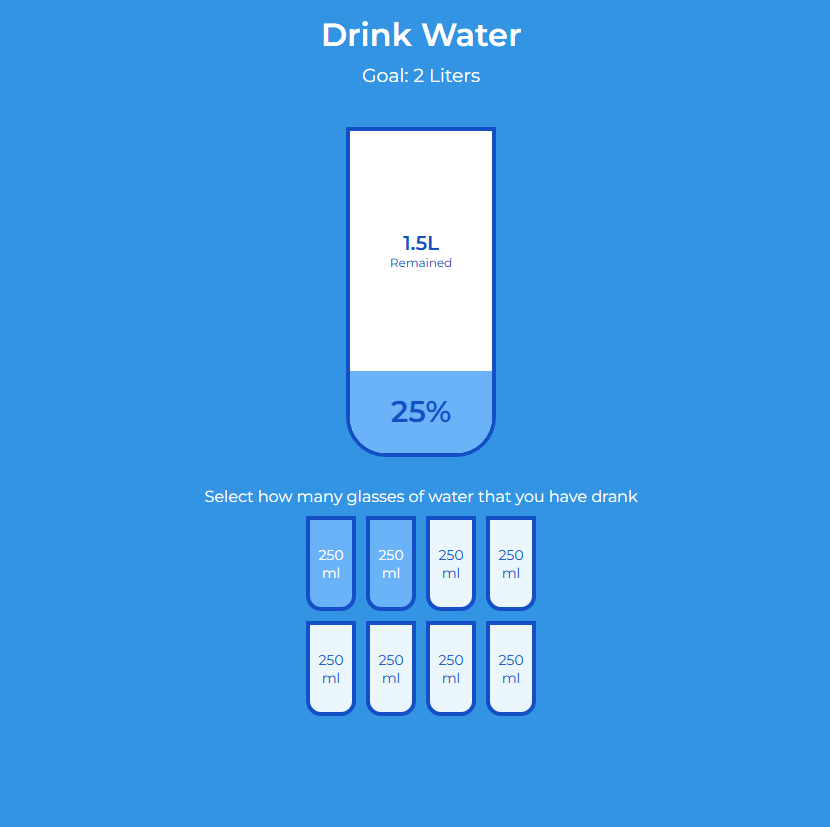 Drink Water
Goal: 2 Liters
1.5L
Remained
25%
Select how many glasses of water that you have drank
250 250 250 250
ml ml ml ml
250 250 250 250
ml ml ml ml